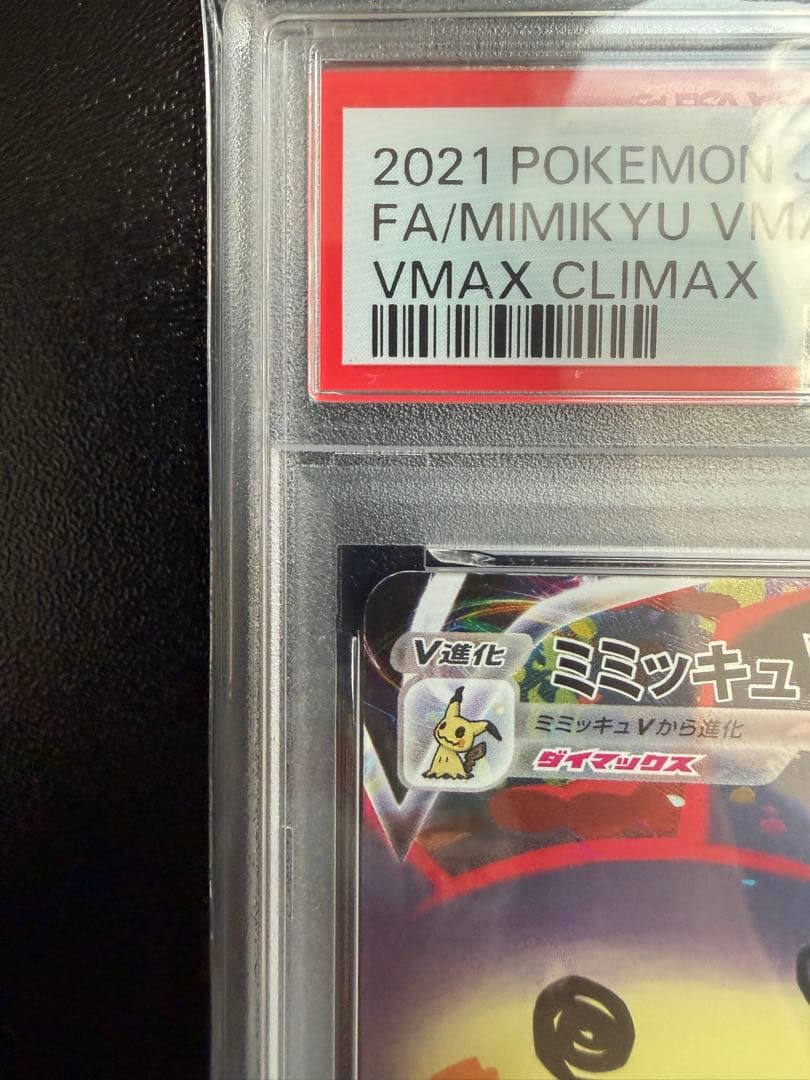 2021 POKEMON
FA/MIMIKYU VMA
VMAX CLIMAX
V進化
ミミッキュ
ミミッキュVから進化
ダイマックス